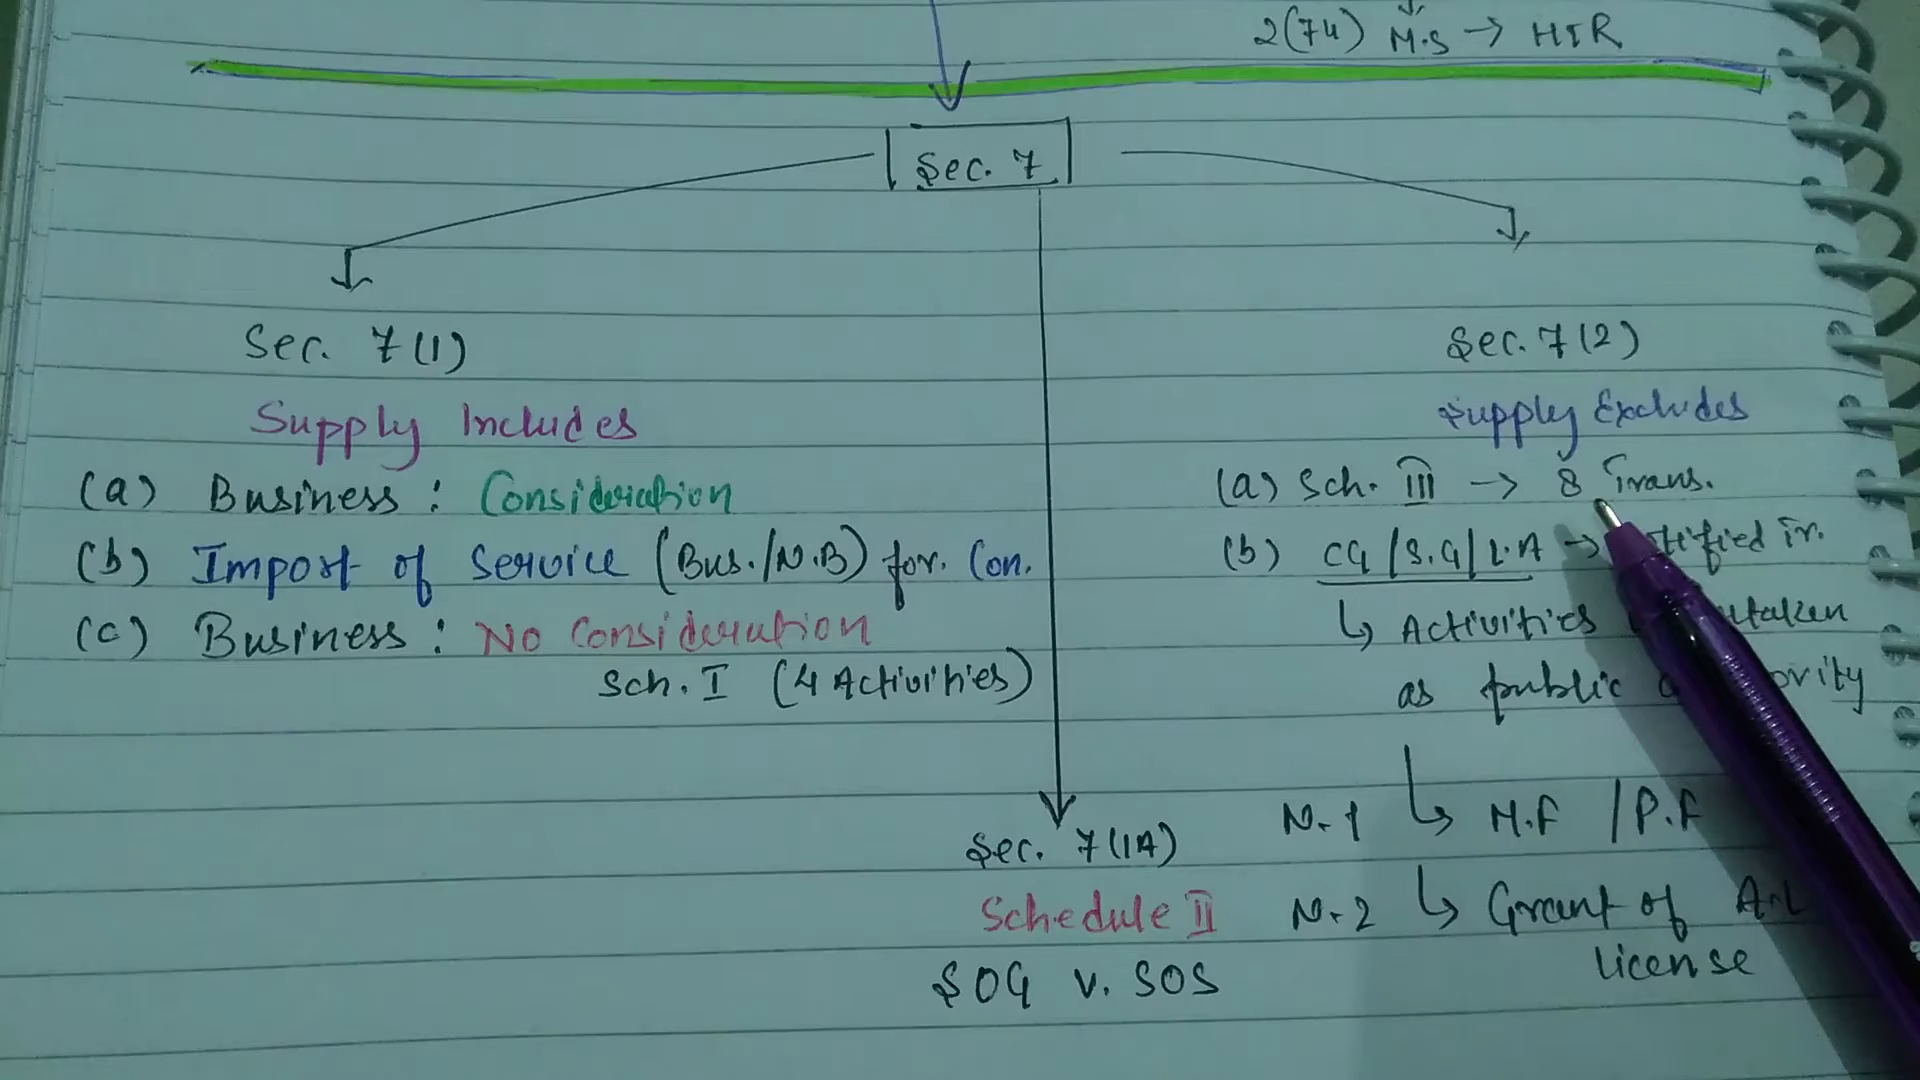 2(74) M.S → HTR
Sec. 7
Sec. 7(1)
Supply Includes
(a) Business : Consideration
(b) Import of Service (Bus./N.B) for. Con.
(c) Business : No Consideration
Sch. I (4 Activities)
Sec. 7(1A)
Schedule II
SOG v. SOS
Sec. 7(2)
Supply Excludes
(a) Sch. III → 8 Trans.
(b) CG/S.G/L.A → in.
↳ Activities
as public
N.1 ↳ M.F / P.F
N.2 ↳ Grant of A.L
license